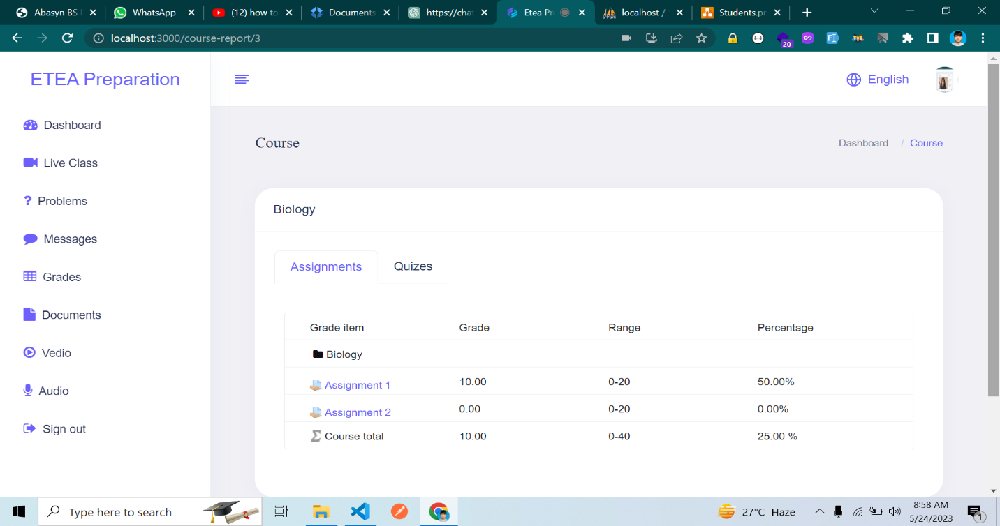 Abasyn BS
WhatsApp
(12) how to
Documents
https://chat
Etea Pr
localhost /
Students.pr
localhost:3000/course-report/3
20
ETEA Preparation
English
Dashboard
Live Class
Problems
Messages
Grades
Documents
Vedio
Audio
Sign out
Course
Dashboard / Course
Biology
Assignments Quizes
Grade item Grade Range Percentage
Biology
Assignment 1 10.00 0-20 50.00%
Assignment 2 0.00 0-20 0.00%
Course total 10.00 0-40 25.00 %
Type here to search
27°C Haze
8:58 AM
5/24/2023
1